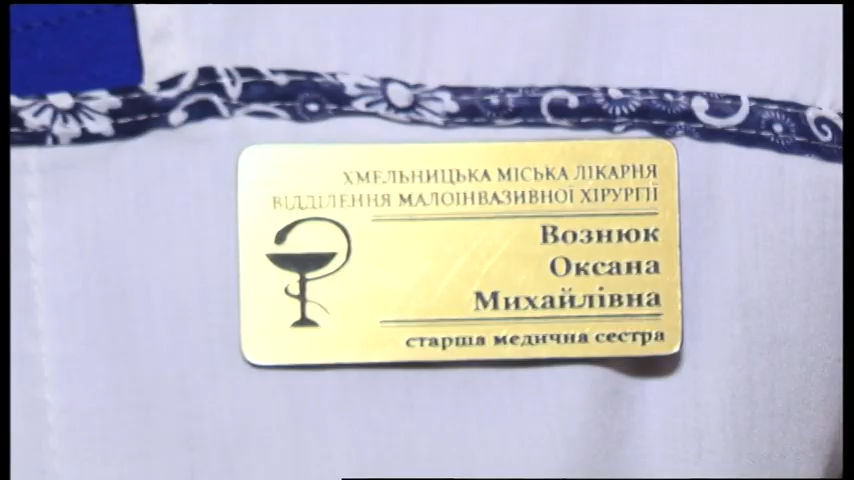 ХМЕЛЬНИЦЬКА МІСЬКА ЛІКАРНЯ
ВІДДІЛЕННЯ МАЛОІНВАЗИВНОЇ ХІРУРГІЇ
Вознюк
Оксана
Михайлівна
старша медична сестра